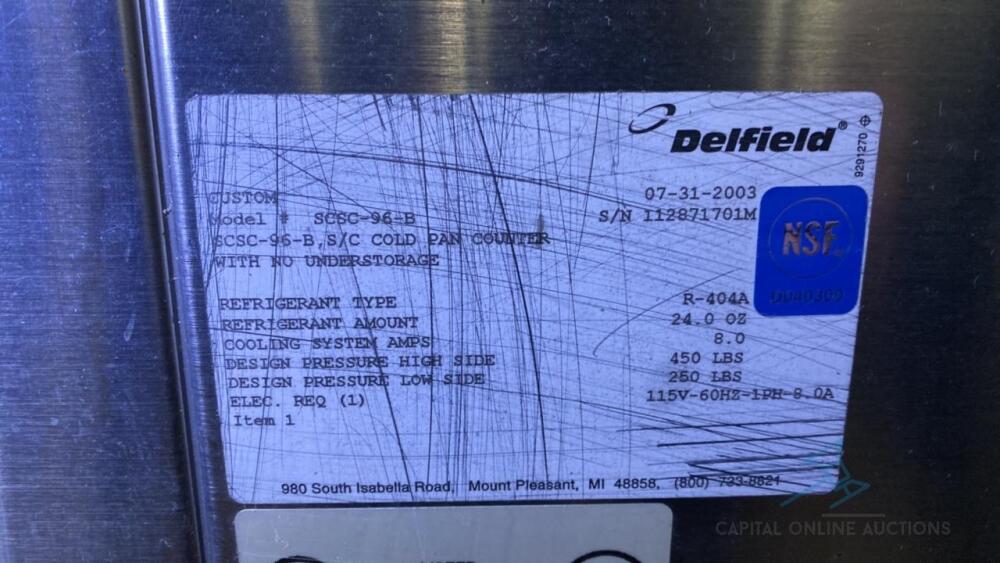 Delfield®
9291270
07-31-2003
CUSTOM
S/N 112871701M
Model # SCSC-96-B
SCSC-96-B,S/C COLD PAN COUNTER
WITH NO UNDERSTORAGE
NSF
REFRIGERANT TYPE R-404A
REFRIGERANT AMOUNT 24.0 OZ
COOLING SYSTEM AMPS 8.0
DESIGN PRESSURE HIGH SIDE 450 LBS
DESIGN PRESSURE LOW SIDE 250 LBS
ELEC. REQ (1) 115V-60HZ-1PH-8.0A
Item 1
980 South Isabella Road, Mount Pleasant, MI 48858, (800) 733-8821
CAPITAL ONLINE AUCTIONS